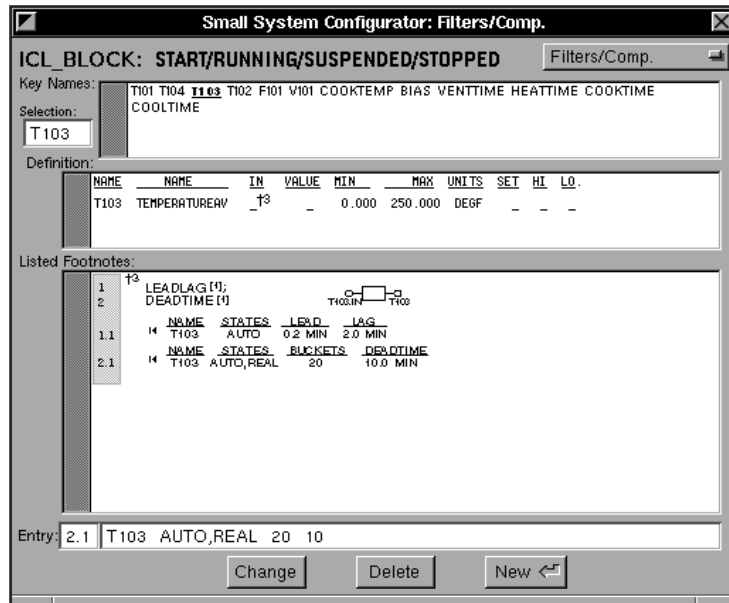 Small System Configurator: Filters/Comp.
ICL_BLOCK: START/RUNNING/SUSPENDED/STOPPED
Filters/Comp.
Key Names:
T101 T104 T103 T102 F101 V101 COOKTEMP BIAS VENTTIME HEATTIME COOKTIME
COOLTIME
Selection:
T103
Definition:
NAME NAME IN VALUE MIN MAX UNITS SET HI LO.
T103 TEMPERATUREAV _†3 _ 0.000 250.000 DEGF _ _ _
Listed Footnotes:
1 †3 LEADLAG[4];
2 DEADTIME[4]
T103.IN T103
14 NAME STATES LEAD LAG
1.1 T103 AUTO 0.2 MIN 2.0 MIN
14 NAME STATES BUCKETS DEADTIME
2.1 T103 AUTO,REAL 20 10.0 MIN
Entry: 2.1 T103 AUTO,REAL 20 10
Change Delete New